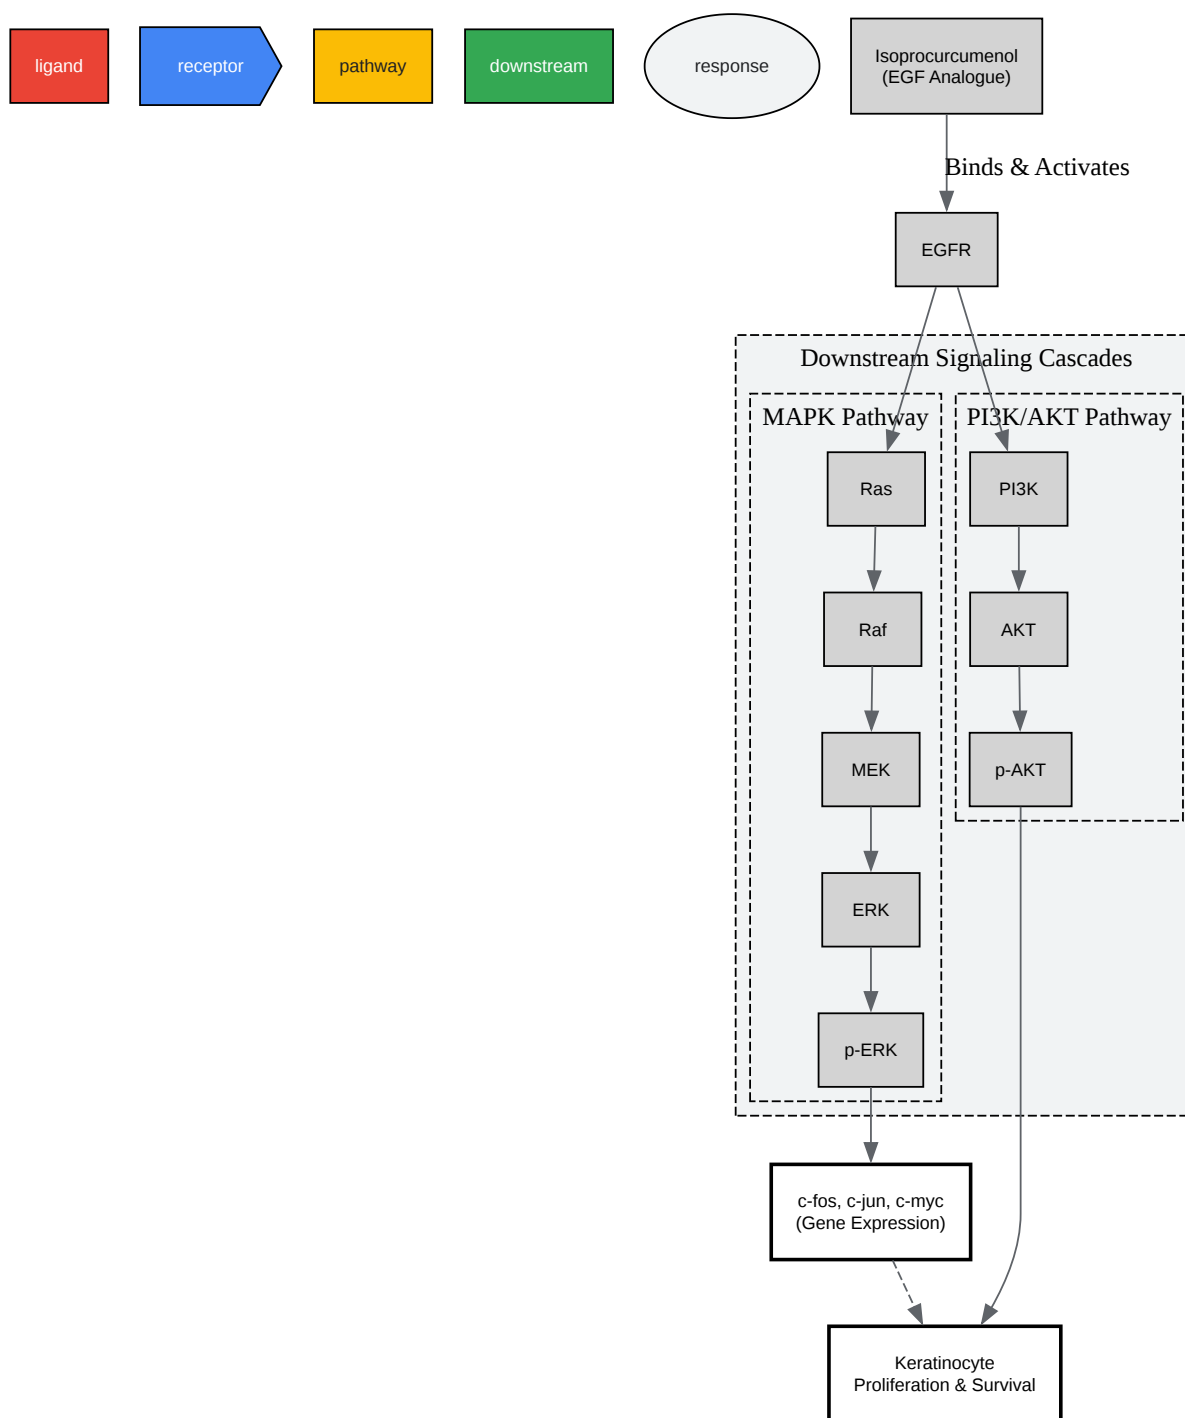 ligand
receptor
pathway
downstream
response
Isoprocurcumenol
(EGF Analogue)
Binds & Activates
EGFR
Downstream Signaling Cascades
MAPK Pathway
PI3K/AKT Pathway
Ras
PI3K
Raf
AKT
MEK
p-AKT
ERK
p-ERK
c-fos, c-jun, c-myc
(Gene Expression)
Keratinocyte
Proliferation & Survival